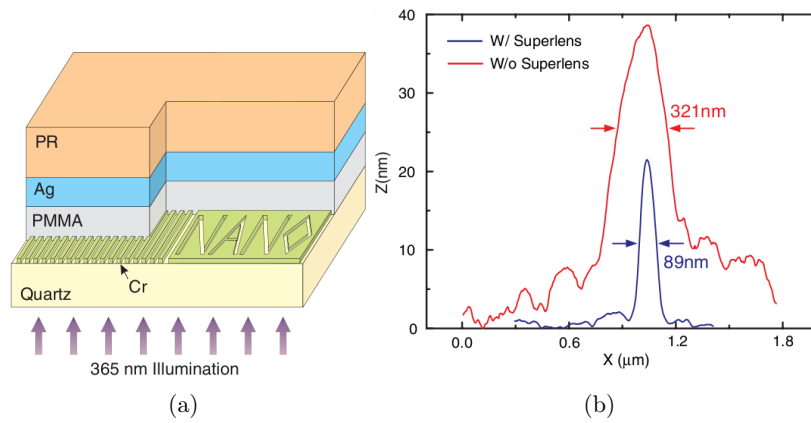 PR
Ag
PMMA
NANO
Cr
Quartz
365 nm Illumination
(a)
40
30
20
10
0
Z(nm)
W/ Superlens
W/o Superlens
321nm
89nm
0.0 0.6 1.2 1.8
X (μm)
(b)